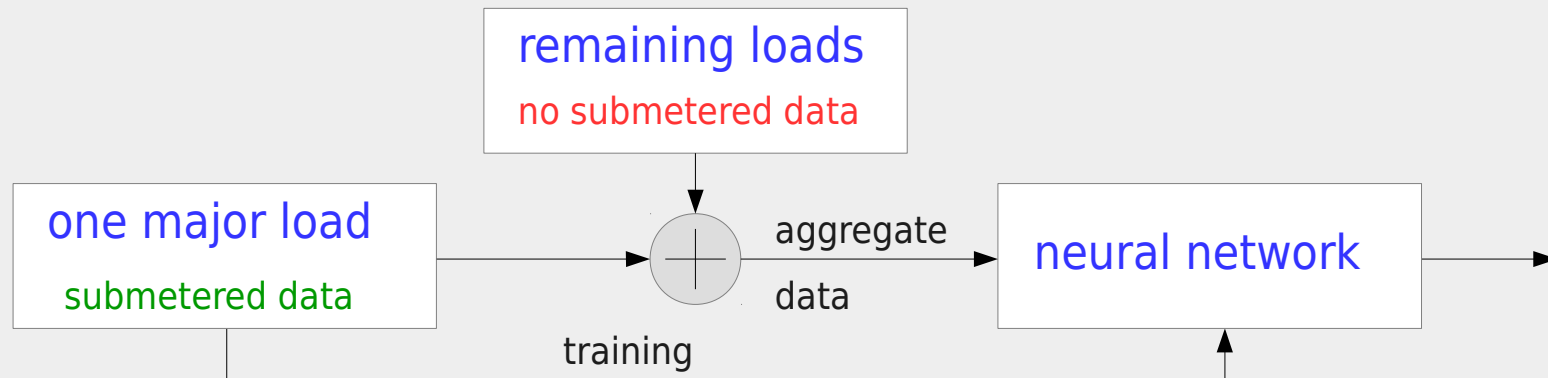 remaining loads
no submetered data
one major load
submetered data
aggregate
data
neural network
training